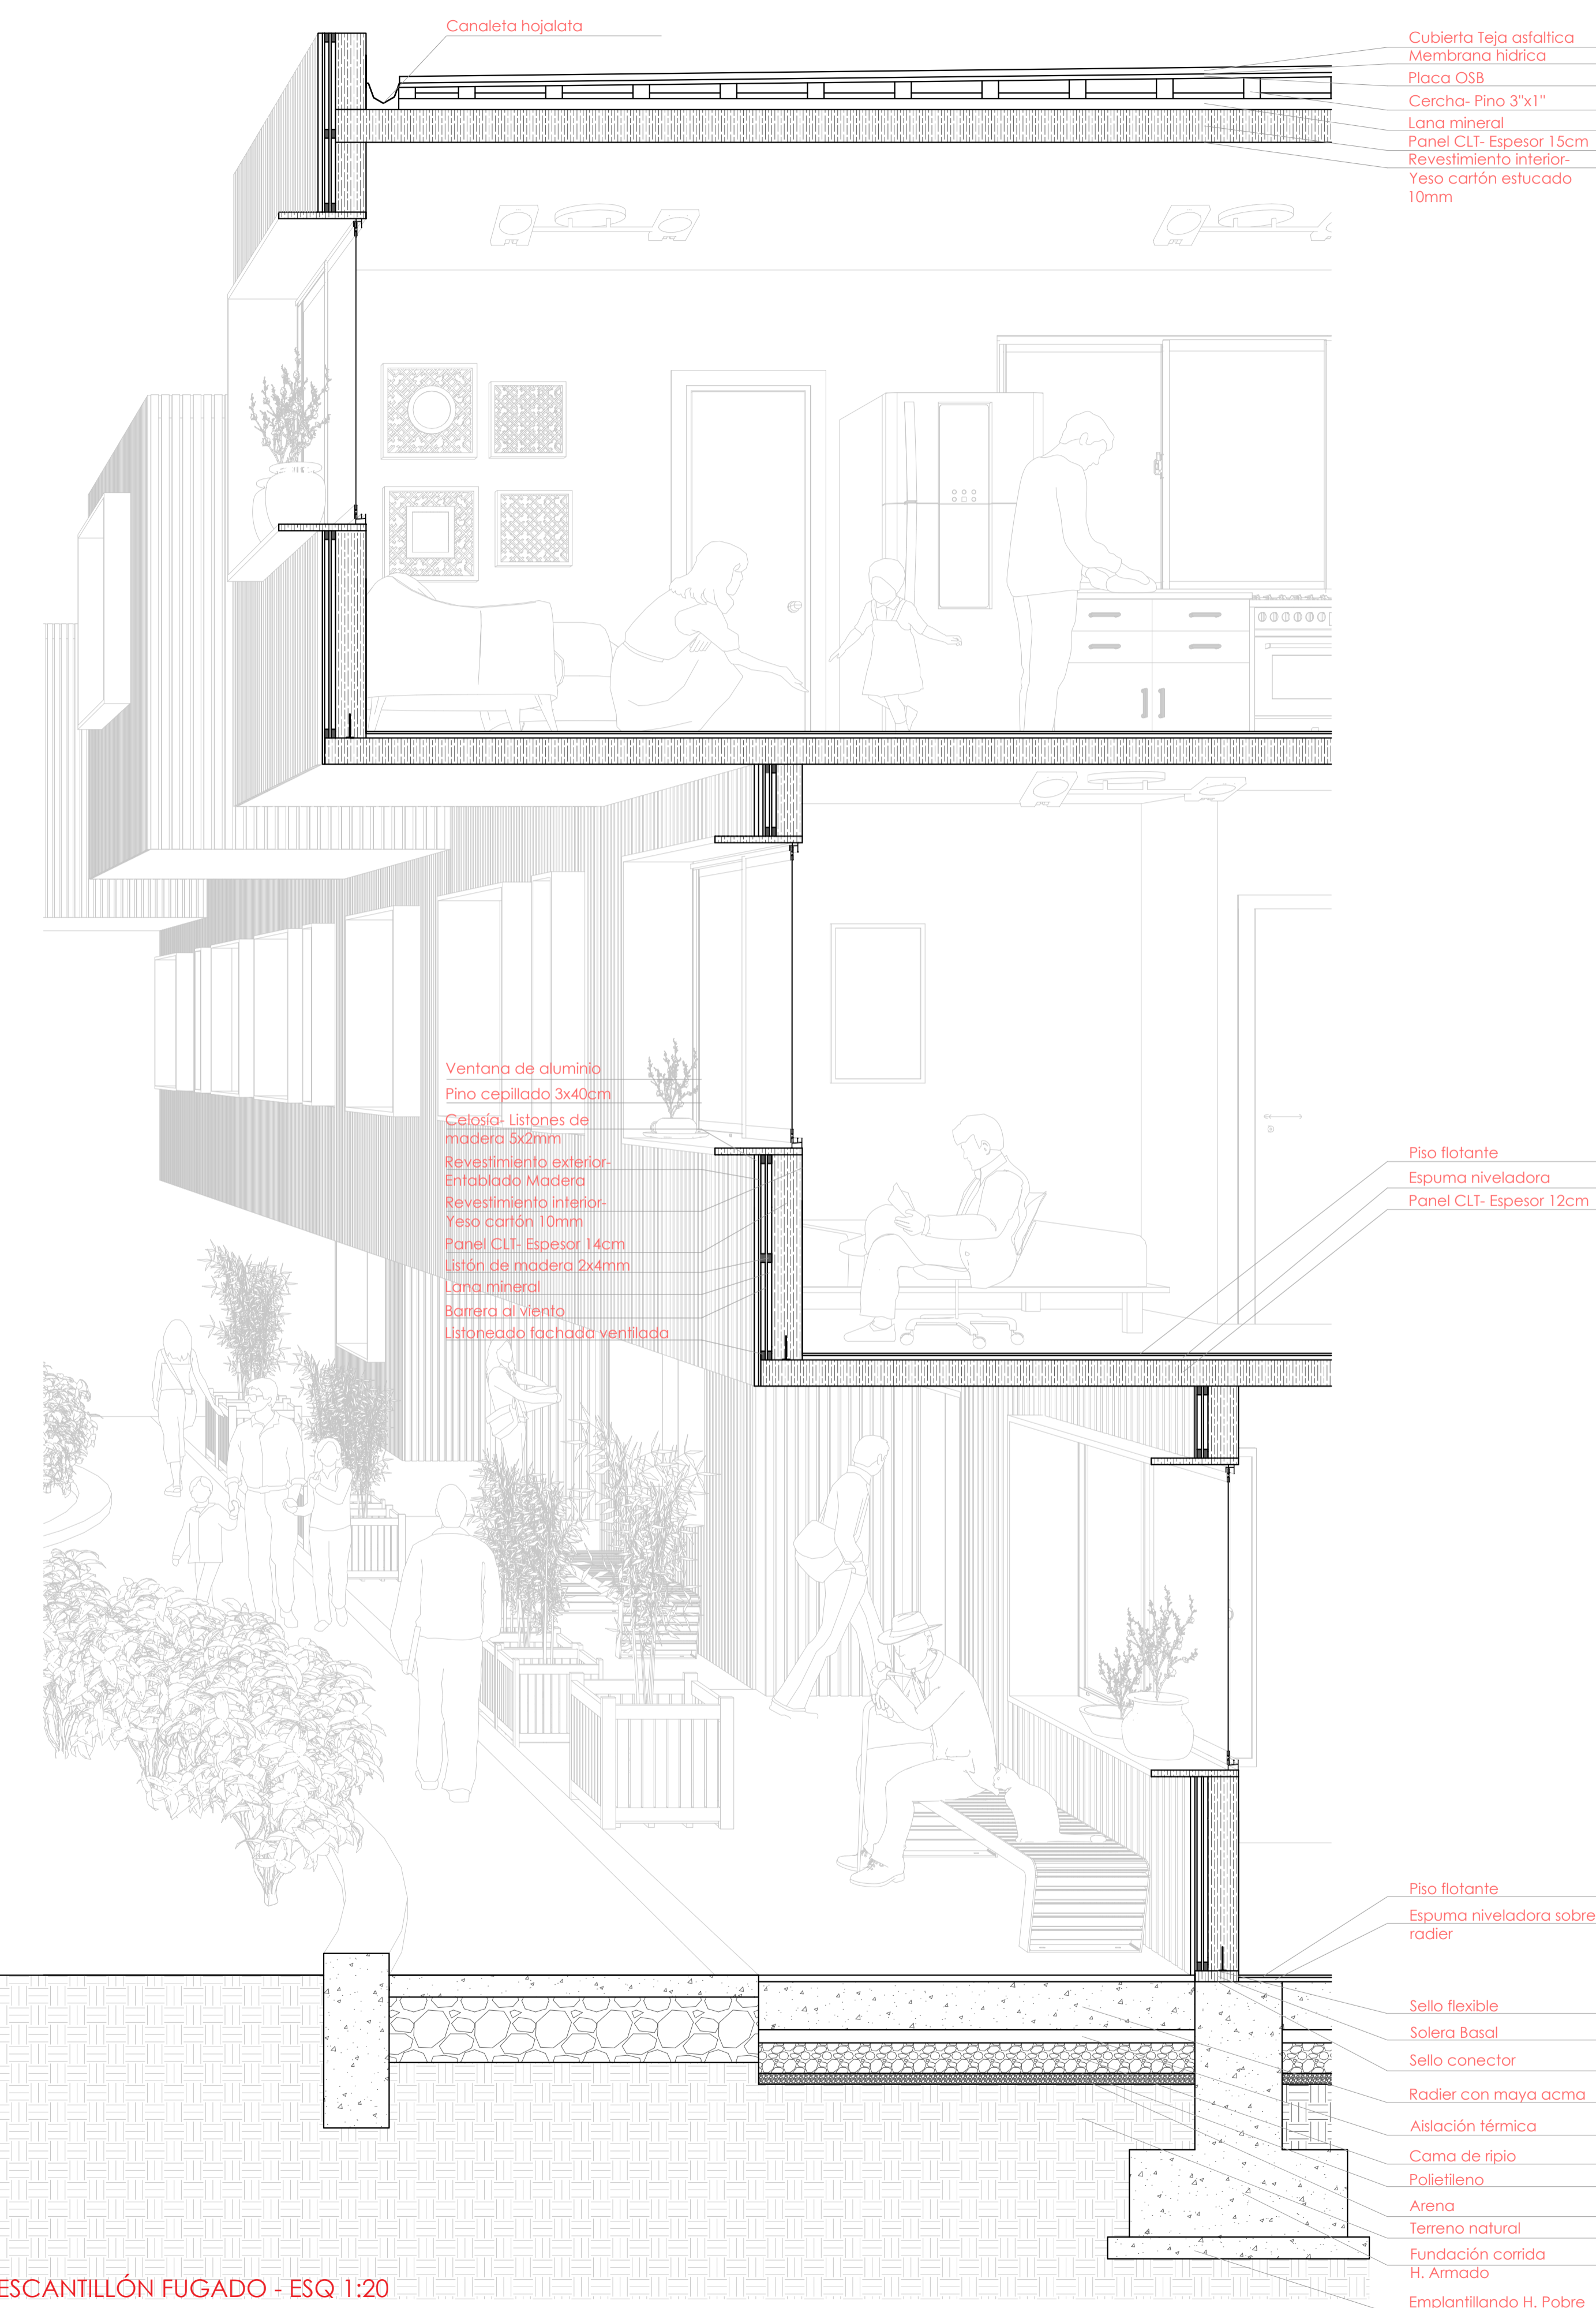 Canaleta hojalata
Cubierta Teja asfaltica
Membrana hidrica
Placa OSB
Cercha- Pino 3"x1"
Lana mineral
Panel CLT- Espesor 15cm
Revestimiento interior-
Yeso cartón estucado
10mm
Ventana de aluminio
Pino cepillado 3x40cm
Celosía- Listones de
madera 5x2mm
Revestimiento exterior-
Entablado Madera
Revestimiento interior-
Yeso cartón 10mm
Panel CLT- Espesor 14cm
Listón de madera 2x4mm
Lana mineral
Barrera al viento
Listoneado fachada ventilada
Piso flotante
Espuma niveladora
Panel CLT- Espesor 12cm
Piso flotante
Espuma niveladora sobre
radier
Sello flexible
Solera Basal
Sello conector
Radier con maya acma
Aislación térmica
Cama de ripio
Polietileno
Arena
Terreno natural
Fundación corrida
H. Armado
Emplantillando H. Pobre
ESCANTILLÓN FUGADO - ESQ 1:20